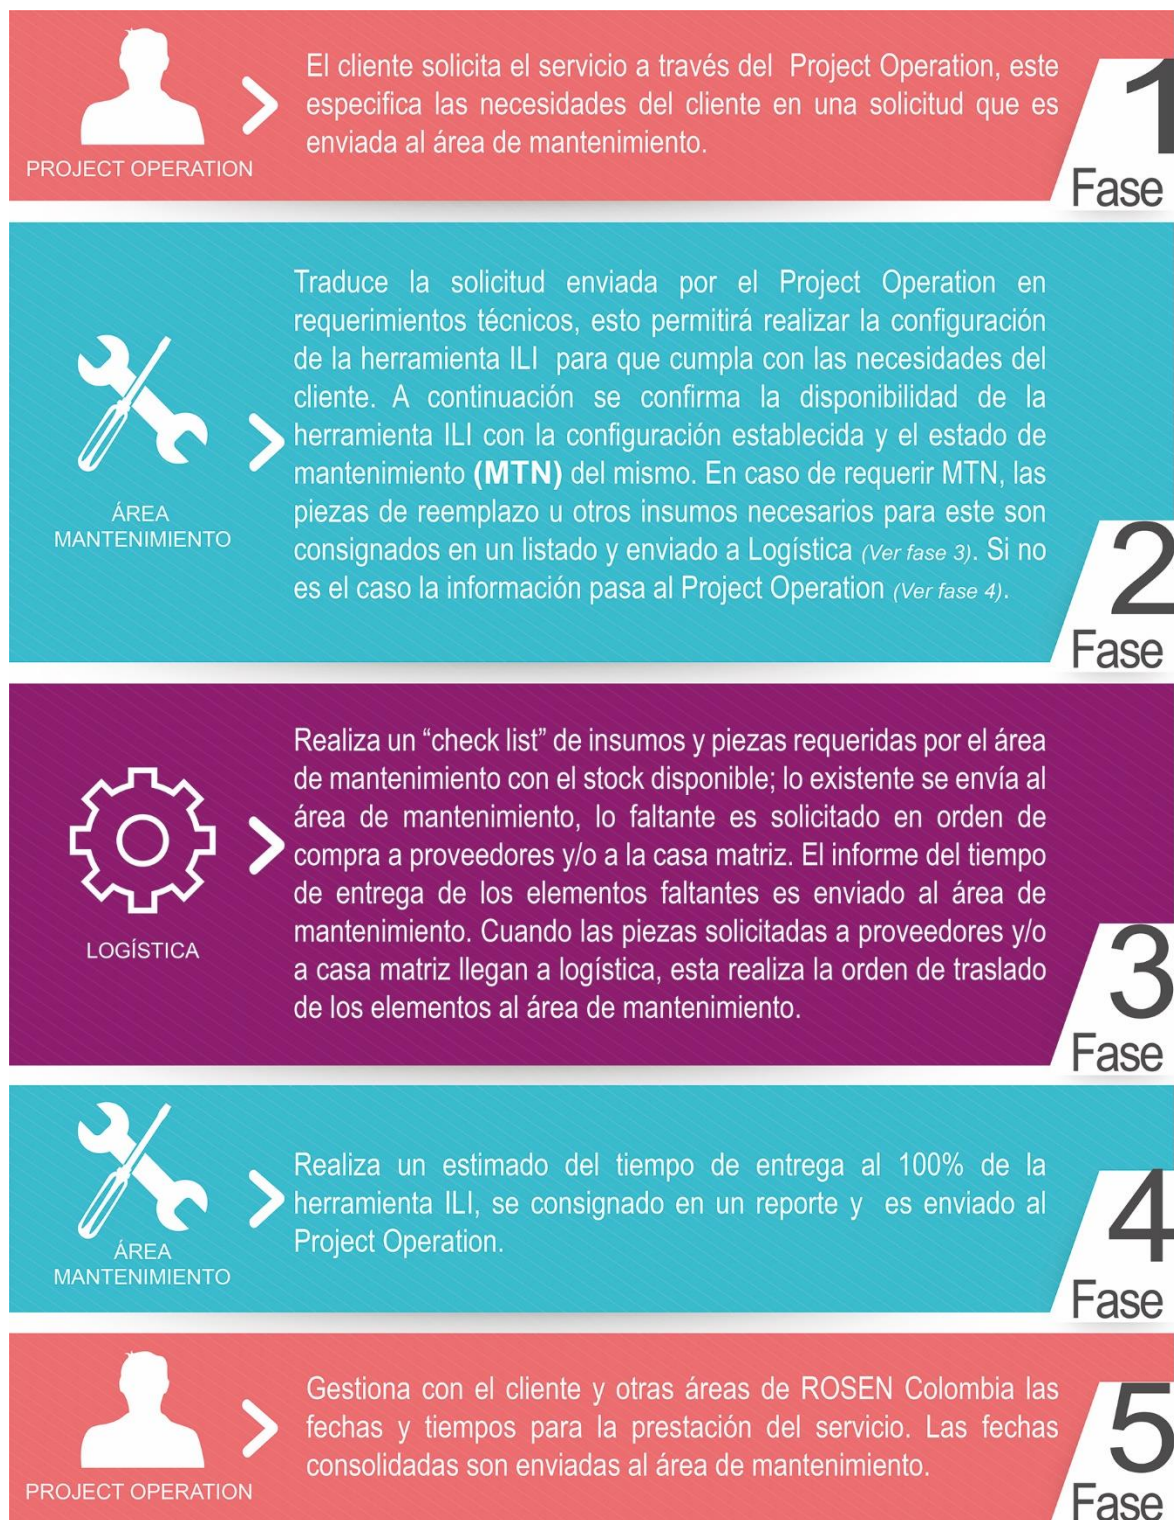 El cliente solicita el servicio a través del Project Operation, este
especifica las necesidades del cliente en una solicitud que es
enviada al área de mantenimiento.
PROJECT OPERATION
1
Fase
Traduce la solicitud enviada por el Project Operation en
requerimientos técnicos, esto permitirá realizar la configuración
de la herramienta ILI para que cumpla con las necesidades del
cliente. A continuación se confirma la disponibilidad de la
herramienta ILI con la configuración establecida y el estado de
mantenimiento (MTN) del mismo. En caso de requerir MTN, las
piezas de reemplazo u otros insumos necesarios para este son
consignados en un listado y enviado a Logística (Ver fase 3). Si no
es el caso la información pasa al Project Operation (Ver fase 4).
ÁREA
MANTENIMIENTO
2
Fase
Realiza un “check list” de insumos y piezas requeridas por el área
de mantenimiento con el stock disponible; lo existente se envía al
área de mantenimiento, lo faltante es solicitado en orden de
compra a proveedores y/o a la casa matriz. El informe del tiempo
de entrega de los elementos faltantes es enviado al área de
mantenimiento. Cuando las piezas solicitadas a proveedores y/o
a casa matriz llegan a logística, esta realiza la orden de traslado
de los elementos al área de mantenimiento.
LOGÍSTICA
3
Fase
Realiza un estimado del tiempo de entrega al 100% de la
herramienta ILI, se consignado en un reporte y es enviado al
Project Operation.
ÁREA
MANTENIMIENTO
4
Fase
Gestiona con el cliente y otras áreas de ROSEN Colombia las
fechas y tiempos para la prestación del servicio. Las fechas
consolidadas son enviadas al área de mantenimiento.
PROJECT OPERATION
5
Fase